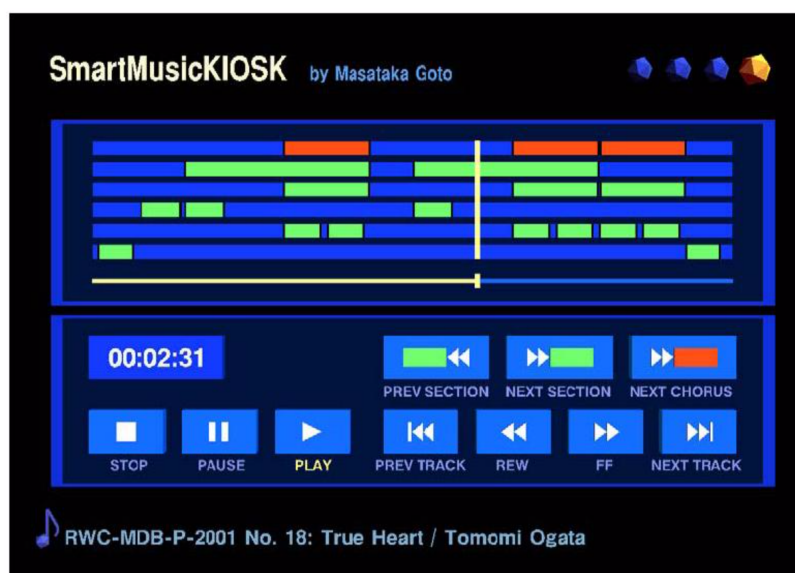 SmartMusicKIOSK by Masataka Goto
00:02:31
PREV SECTION NEXT SECTION NEXT CHORUS
STOP PAUSE PLAY PREV TRACK REW FF NEXT TRACK
RWC-MDB-P-2001 No. 18: True Heart / Tomomi Ogata